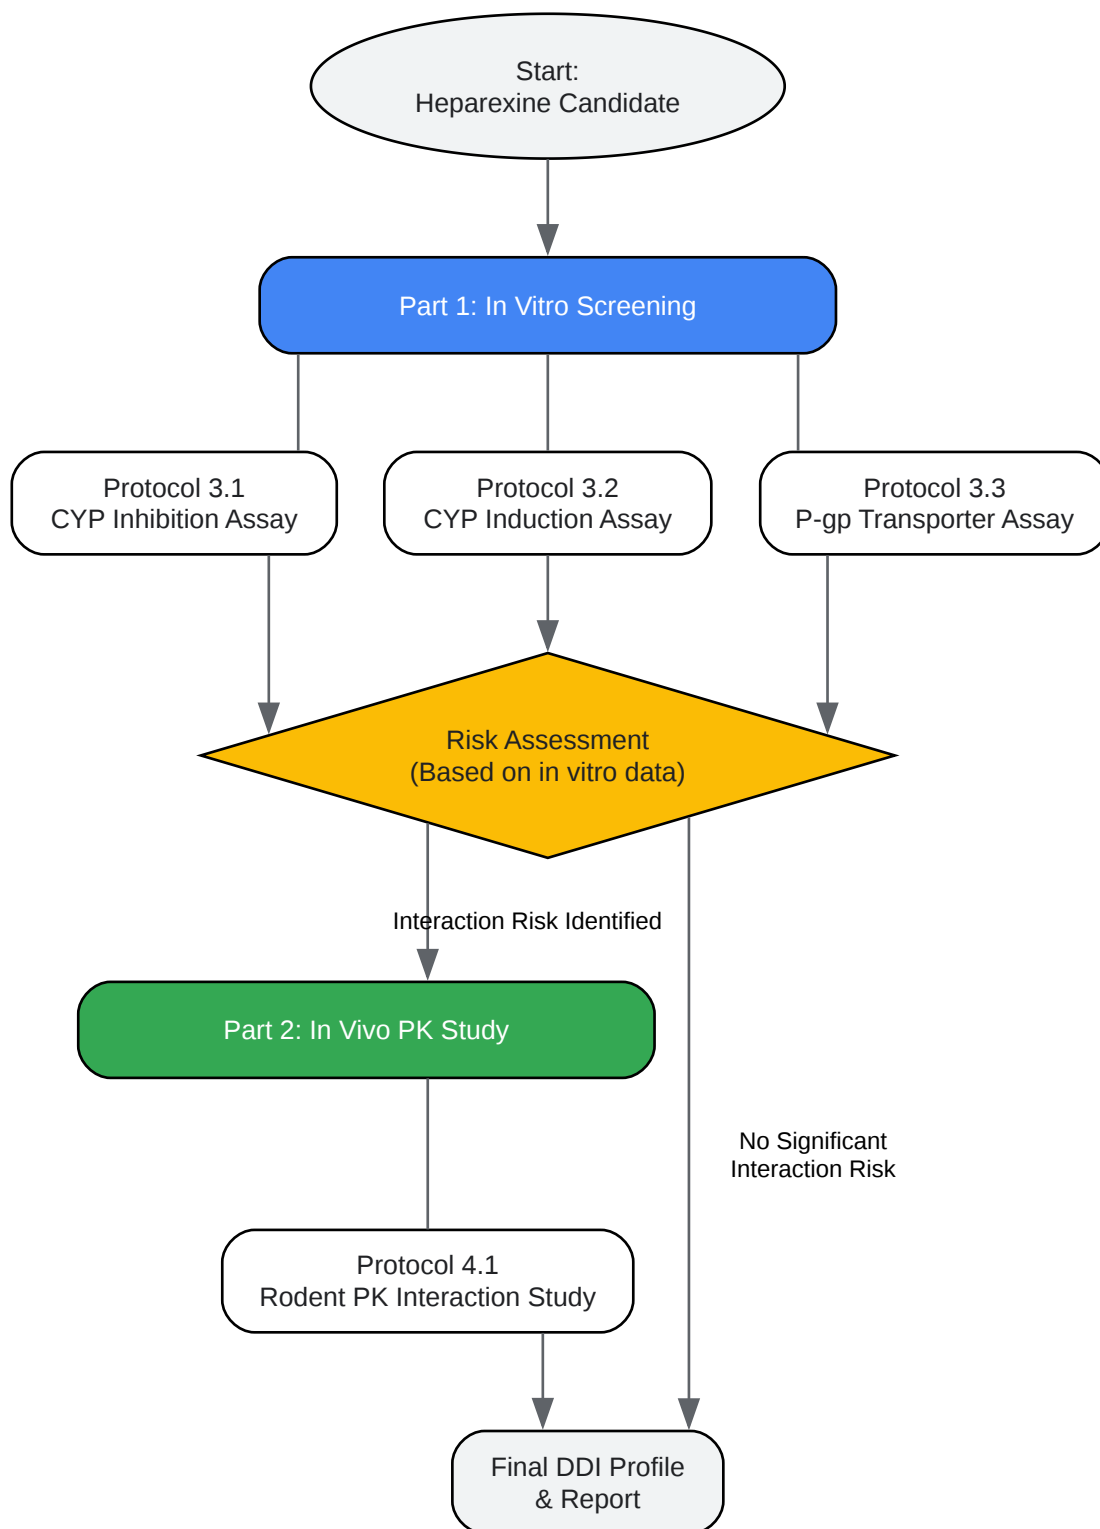 Start:
Heparexine Candidate
Part 1: In Vitro Screening
Protocol 3.1
CYP Inhibition Assay
Protocol 3.2
CYP Induction Assay
Protocol 3.3
P-gp Transporter Assay
Risk Assessment
(Based on in vitro data)
Interaction Risk Identified
Part 2: In Vivo PK Study
No Significant
Interaction Risk
Protocol 4.1
Rodent PK Interaction Study
Final DDI Profile
& Report